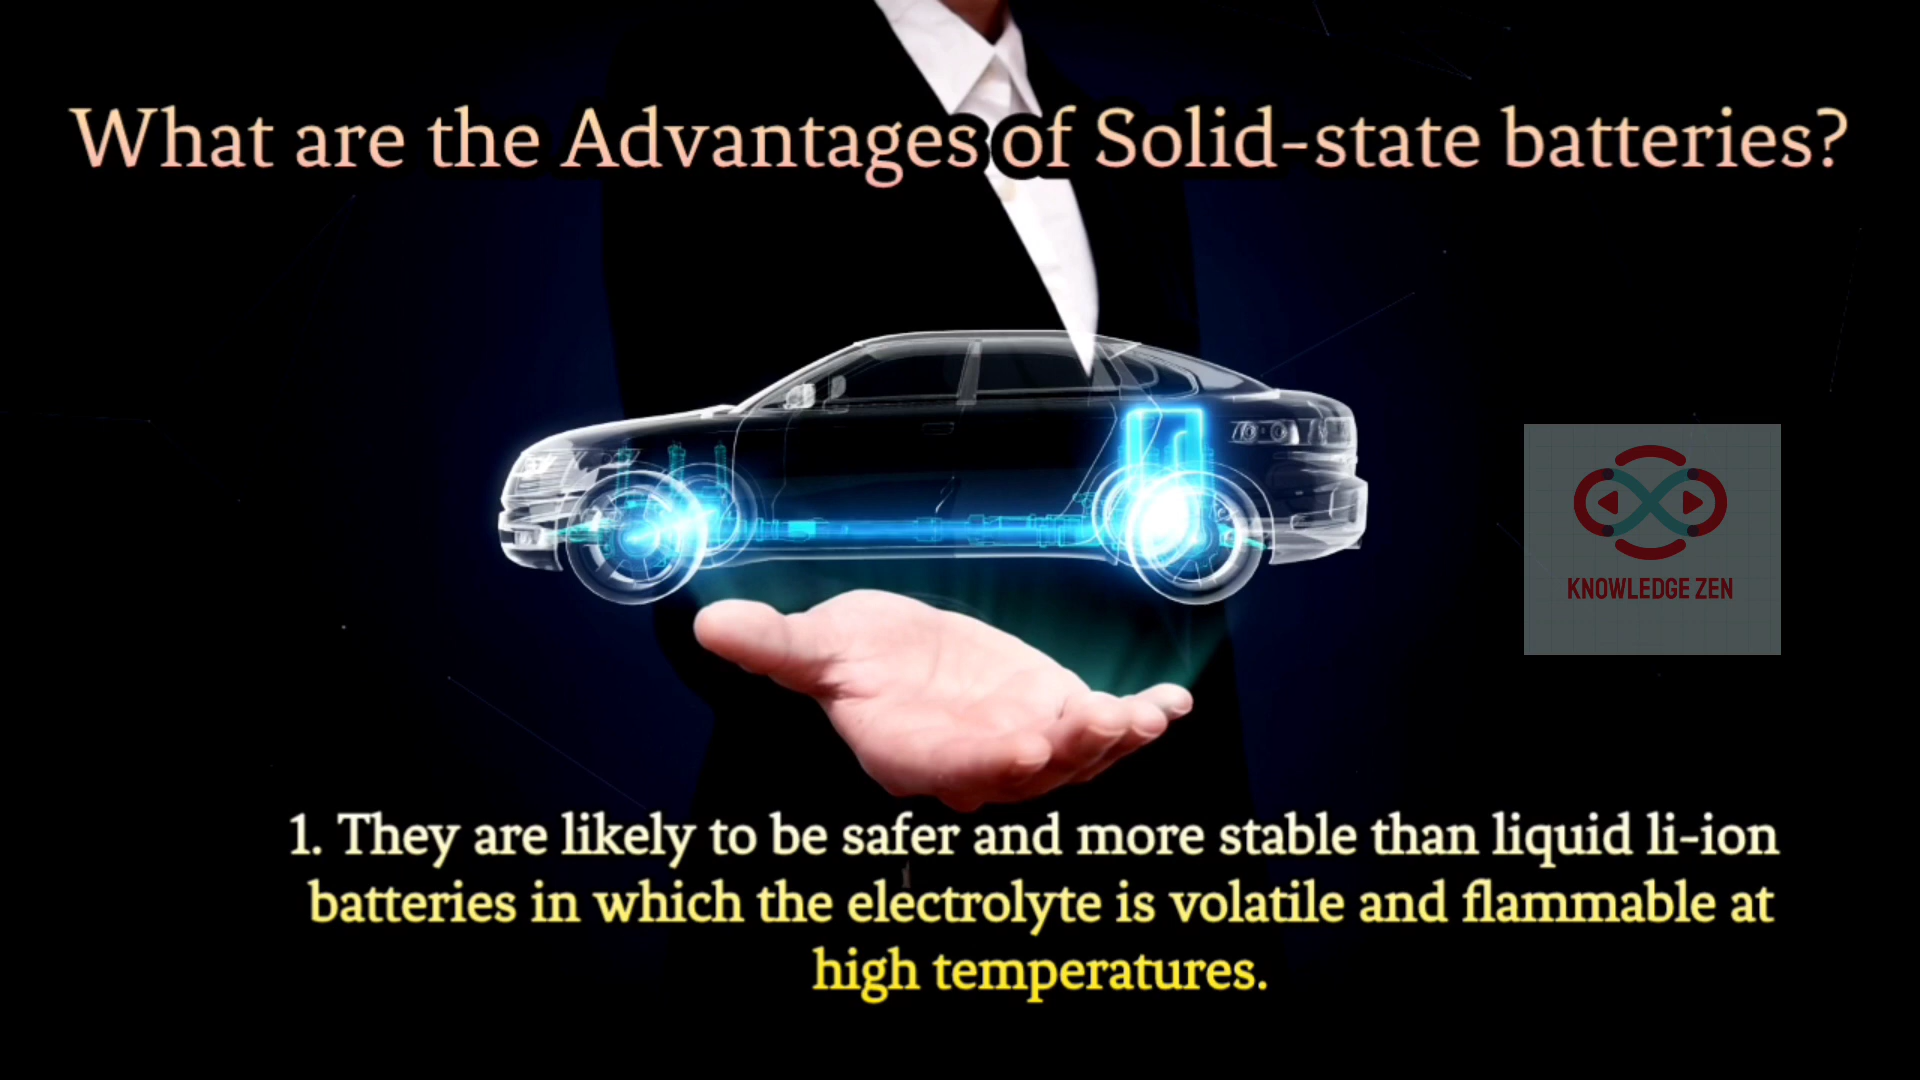 What are the Advantages of Solid-state batteries?
KNOWLEDGE ZEN
1. They are likely to be safer and more stable than liquid li-ion
batteries in which the electrolyte is volatile and flammable at
high temperatures.